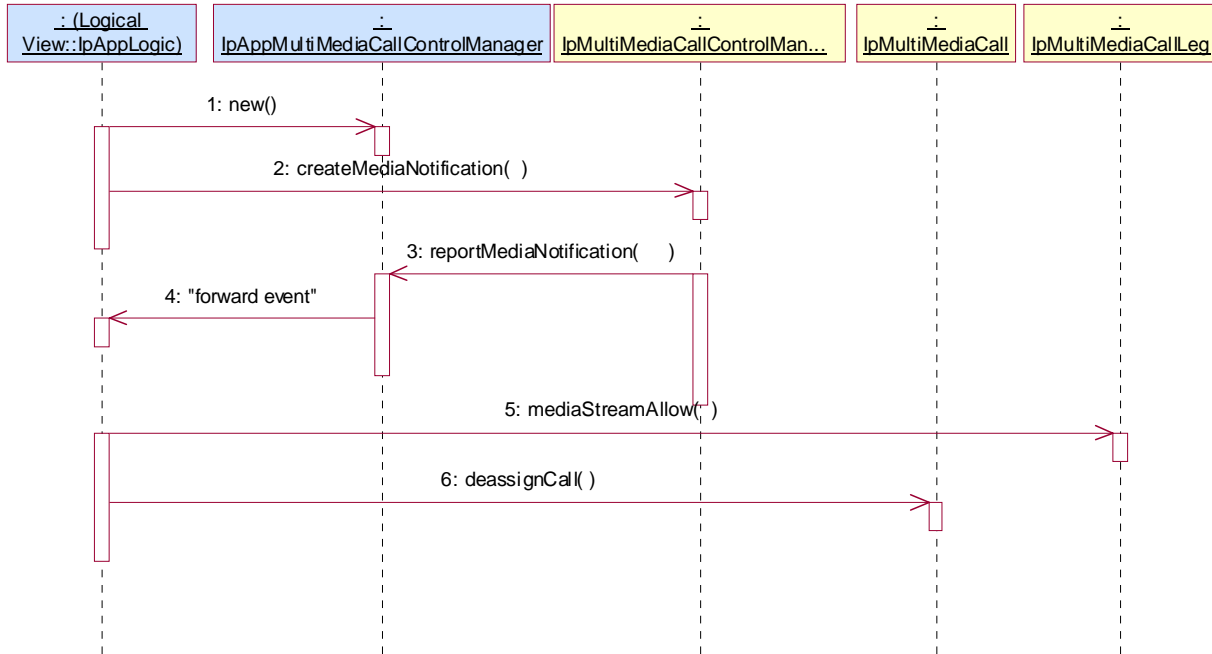 : (Logical
View::IpAppLogic)
:
IpAppMultiMediaCallControlManager
:
IpMultiMediaCallControlMan...
:
IpMultiMediaCall
:
IpMultiMediaCallLeg
1: new()
2: createMediaNotification( )
3: reportMediaNotification( )
4: "forward event"
5: mediaStreamAllow( )
6: deassignCall( )